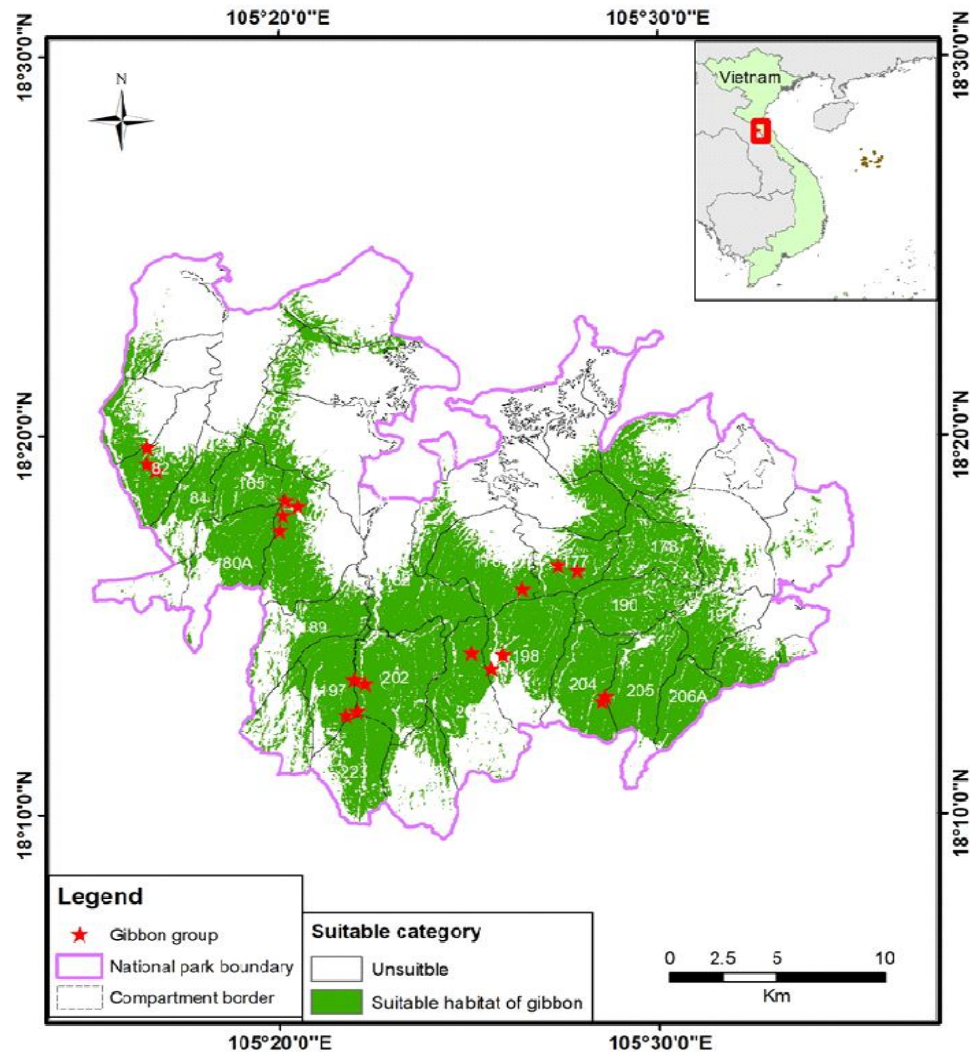 105°20'0"E
105°30'0"E
18°30'0"N
18°30'0"N
N
Vietnam
18°20'0"N
18°20'0"N
82
84
165
180A
178
190
189
198
197
202
204
205
206A
223
18°10'0"N
18°10'0"N
Legend
Gibbon group
National park boundary
Compartment border
Suitable category
Unsuitble
Suitable habitat of gibbon
0 2.5 5 10
Km
105°20'0"E
105°30'0"E